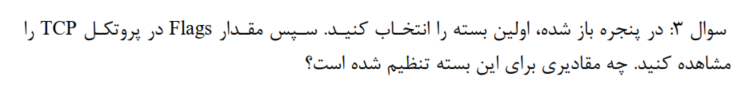 سوال ۳: در پنجره باز شده، اولین بسته را انتخاب کنید. سپس مقدار Flags در پروتکل TCP را
مشاهده کنید. چه مقادیری برای این بسته تنظیم شده است؟